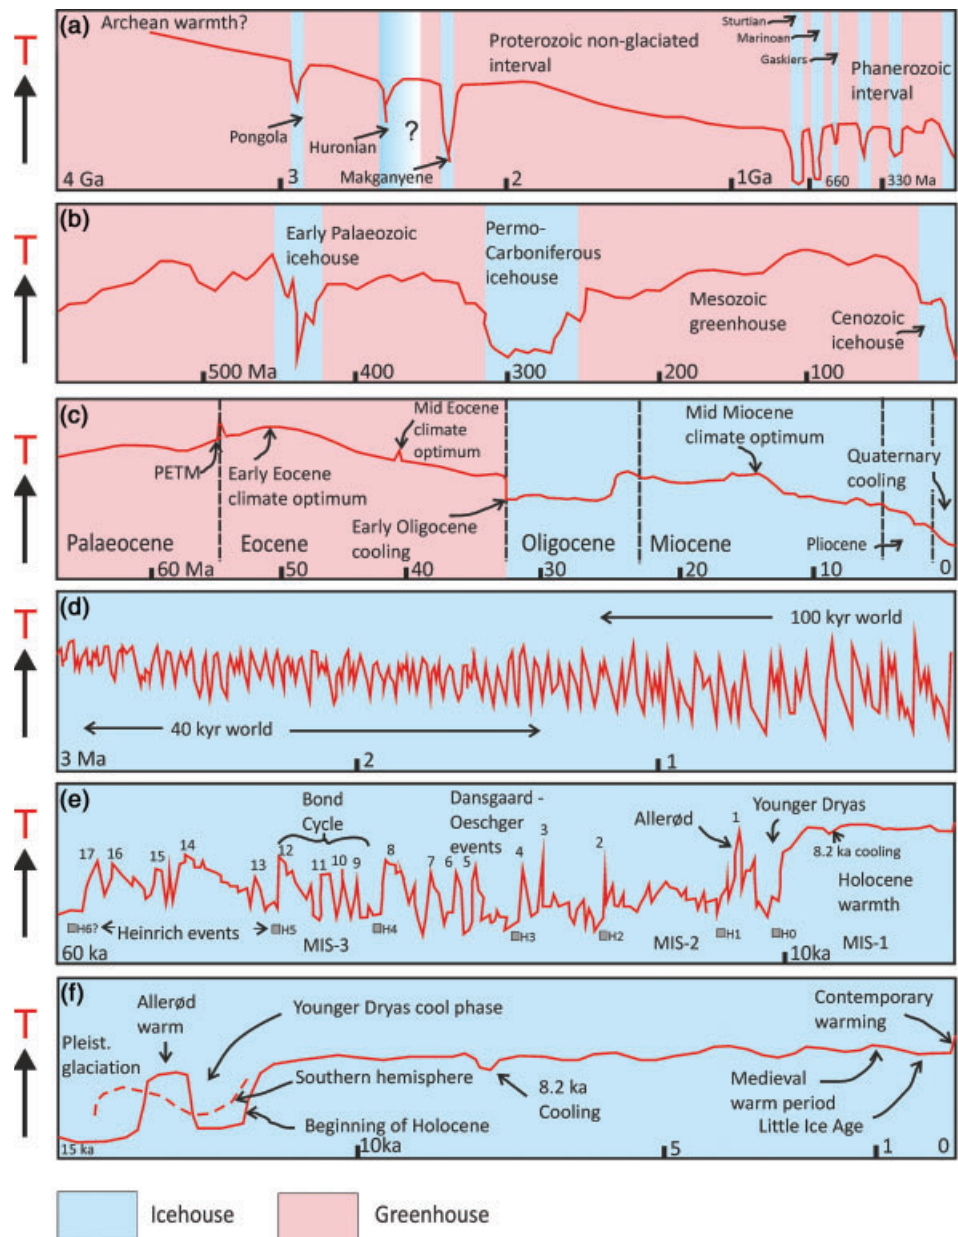 (a) Archean warmth?
Sturtian
Marinoan
Gaskiers
Proterozoic non-glaciated
interval
Phanerozoic
interval
T
Pongola
Huronian
?
Makganyene
4 Ga
3
2
1Ga
660
330 Ma
(b)
T
Early Palaeozoic
icehouse
Permo-
Carboniferous
icehouse
Mesozoic
greenhouse
Cenozoic
icehouse
500 Ma
400
300
200
100
(c)
T
PETM
Early Eocene
climate optimum
Mid Eocene
climate
optimum
Early Oligocene
cooling
Mid Miocene
climate optimum
Quaternary
cooling
Palaeocene
Eocene
Oligocene
Miocene
Pliocene
60 Ma
50
40
30
20
10
0
(d)
T
100 kyr world
40 kyr world
3 Ma
2
1
(e)
T
Bond
Cycle
Dansgaard -
Oeschger
events
Allerød
Younger Dryas
17
16
15
14
13
12
11
10
9
8
7
6
5
4
3
2
1
8.2 ka cooling
Holocene
warmth
H6?
Heinrich events
H5
H4
H3
H2
H1
H0
MIS-3
MIS-2
MIS-1
60 ka
10ka
(f)
T
Allerød
warm
Younger Dryas cool phase
Contemporary
warming
Pleist.
glaciation
Southern hemisphere
8.2 ka
Cooling
Medieval
warm period
Beginning of Holocene
Little Ice Age
15 ka
10ka
5
1
0
Icehouse
Greenhouse